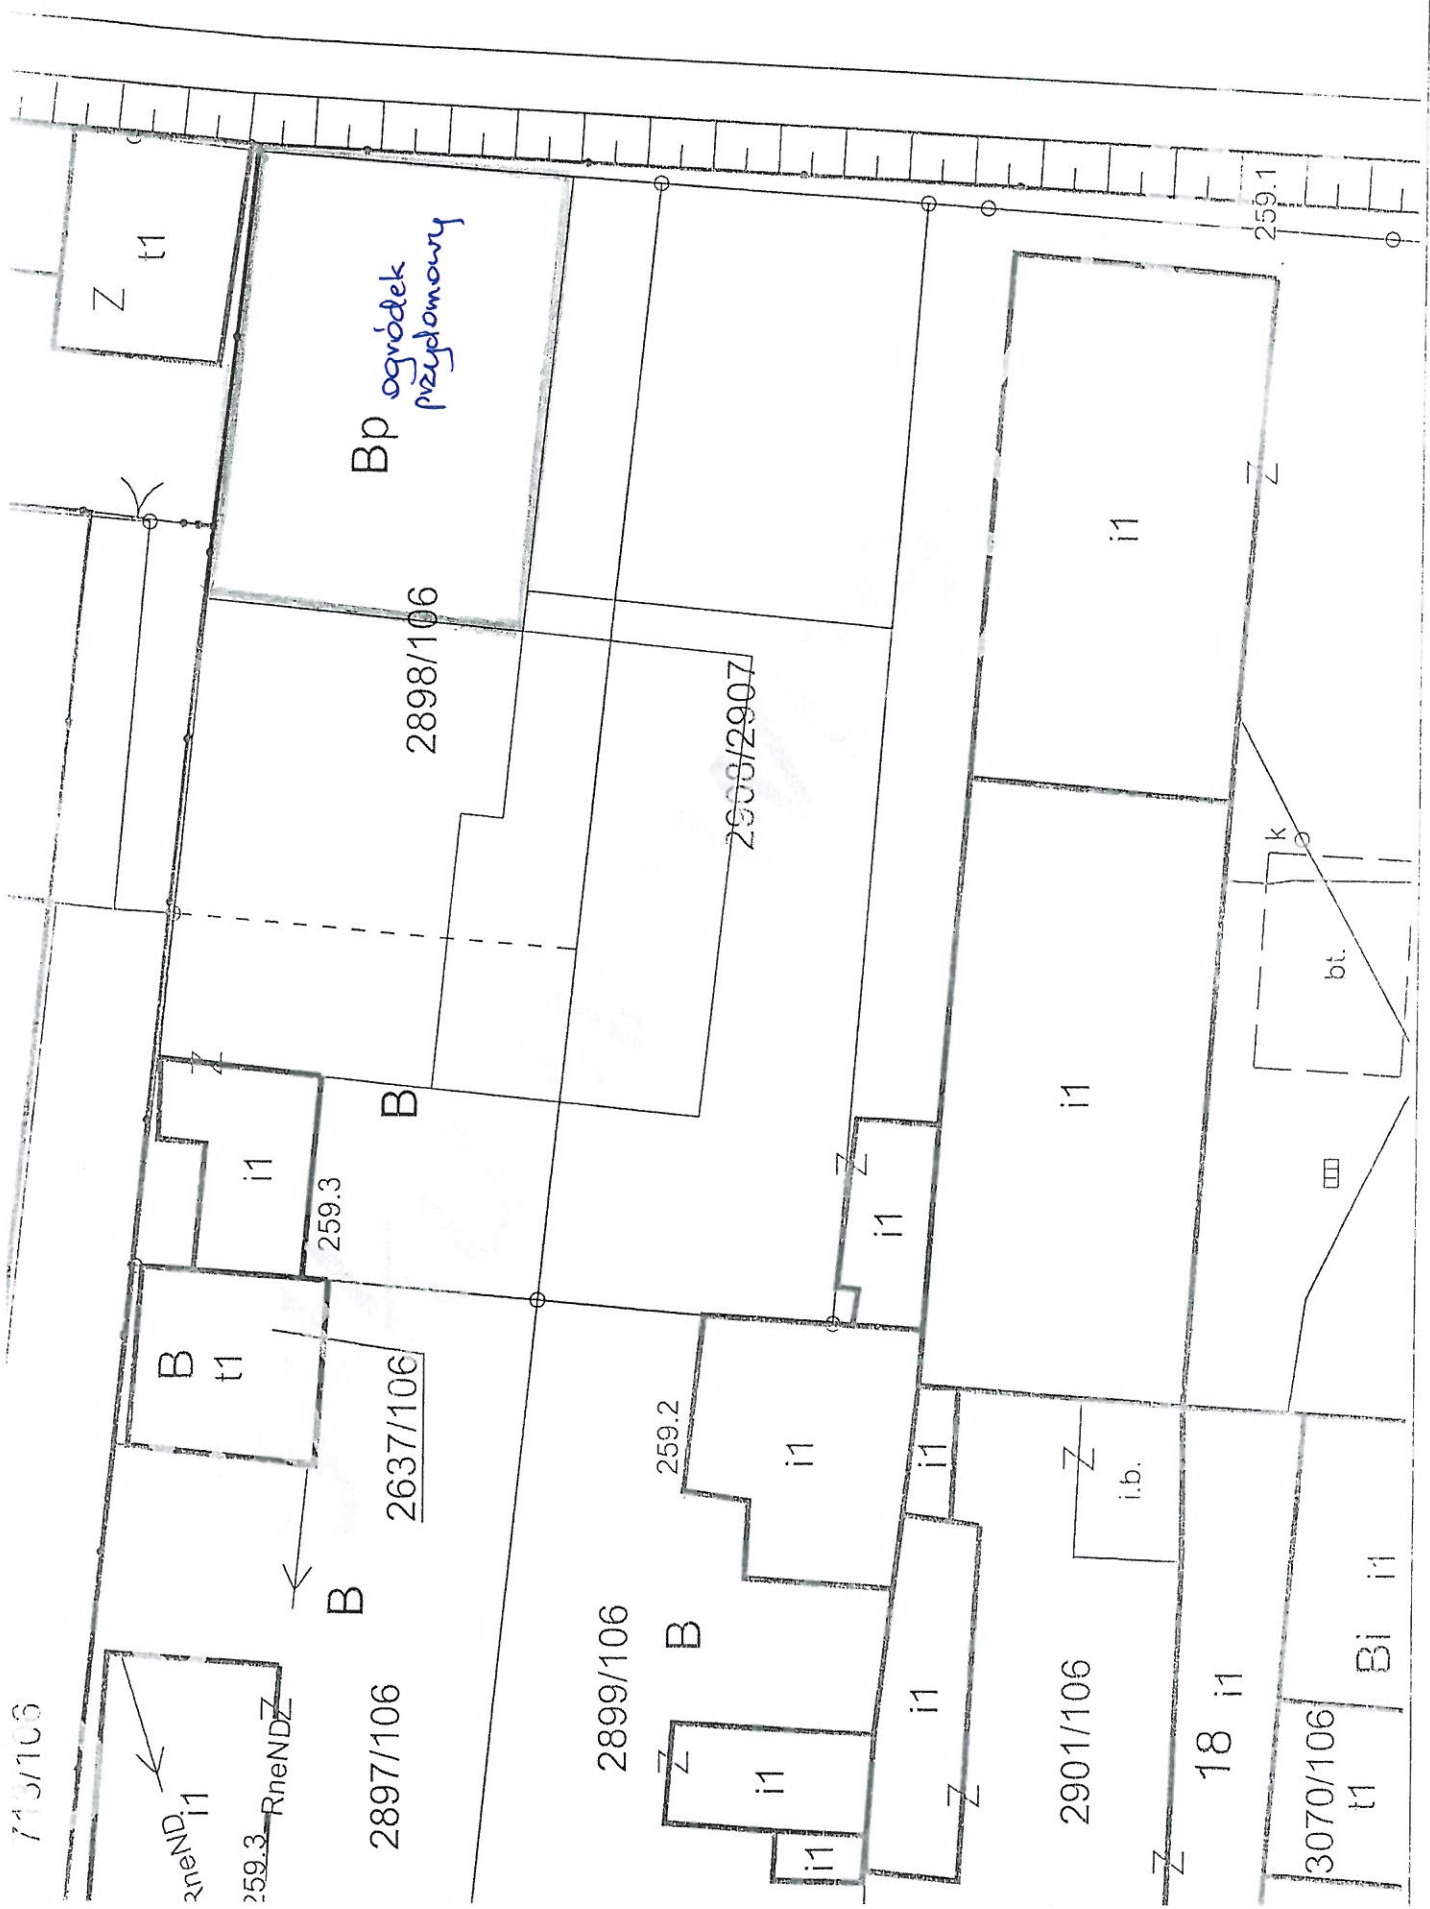 259.1
t1
Z
ogródek
przydomowy
Bp
2898/106
i1
Z
i1
k
bt.
B
Z
i1
259.3
Z
i1
B
t1
2637/106
259.2
i1
i1
Z
i.b.
B
2899/106
B
2897/106
i1
Z
RneNDZ
259.3
i1
Z
i1
i1
Z
2901/106
18
i1
Z
Bi
i1
3070/106
t1